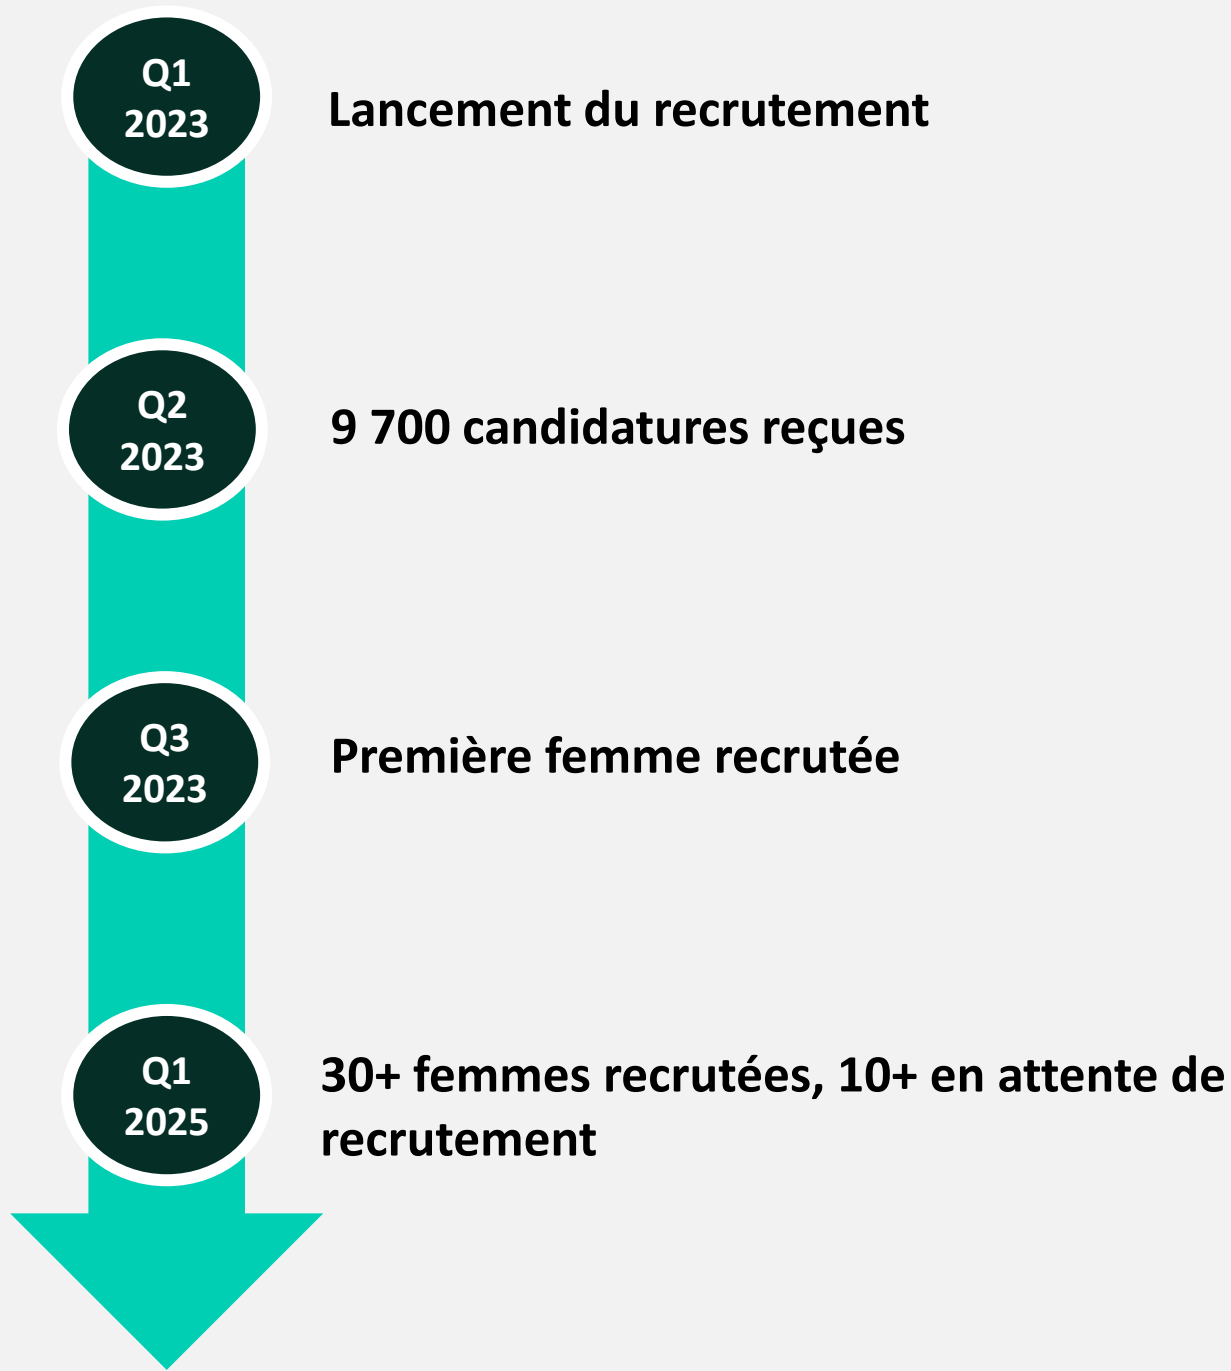 Q1
2023
Lancement du recrutement
Q2
2023
9 700 candidatures reçues
Q3
2023
Première femme recrutée
Q1
2025
30+ femmes recrutées, 10+ en attente de
recrutement